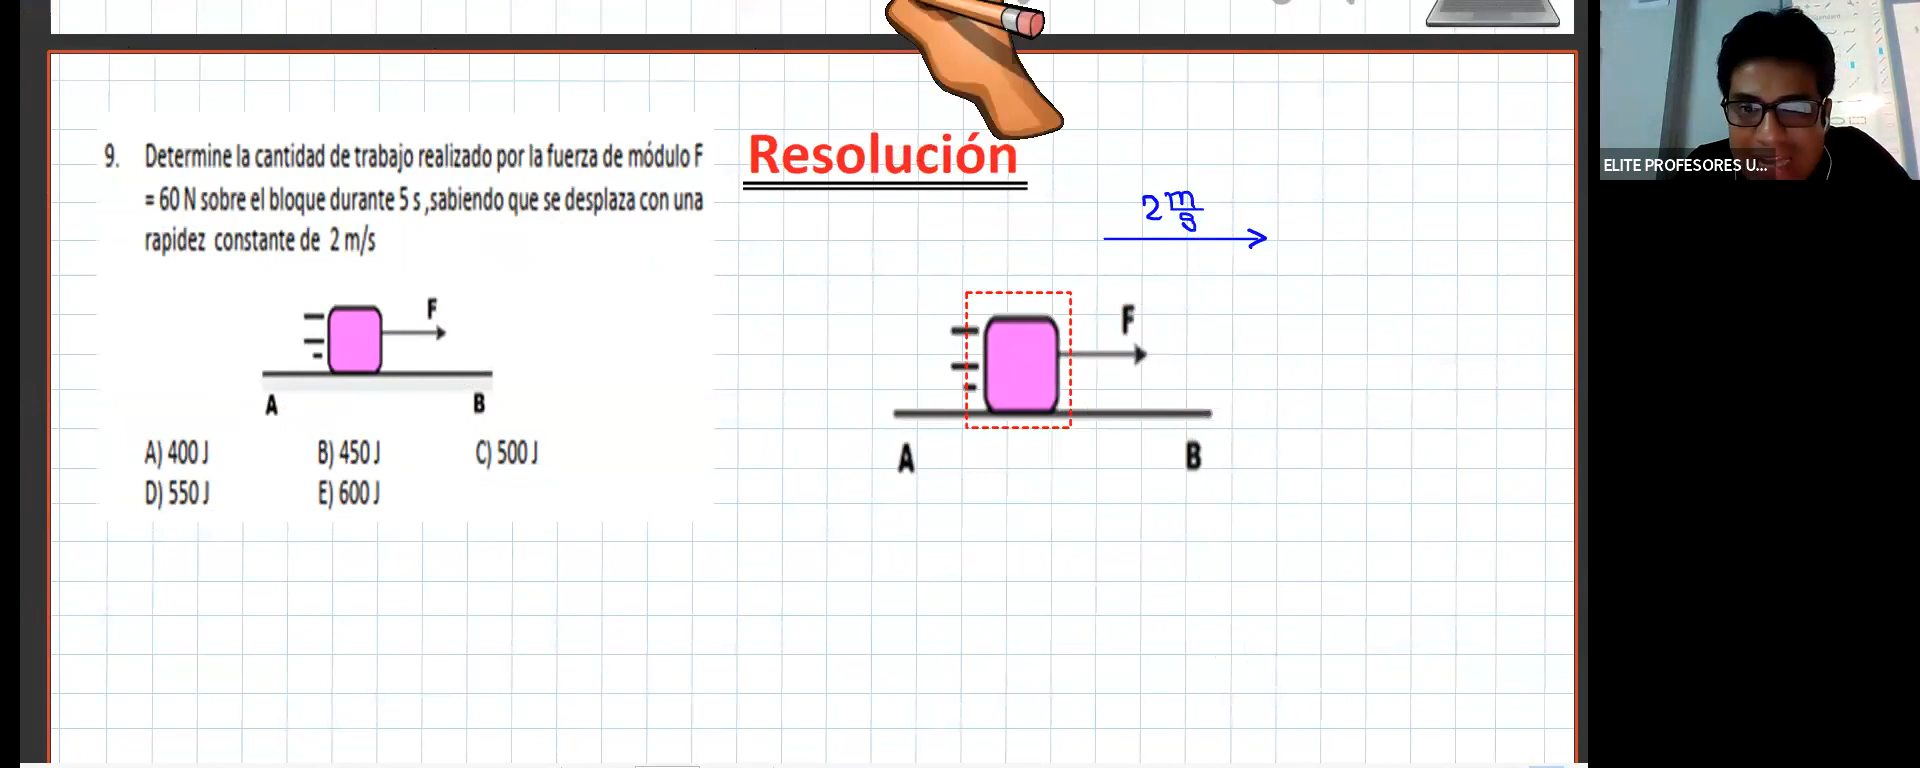 9. Determine la cantidad de trabajo realizado por la fuerza de módulo F
= 60 N sobre el bloque durante 5 s ,sabiendo que se desplaza con una
rapidez constante de 2 m/s
F
A
B
A) 400 J
B) 450 J
C) 500 J
D) 550 J
E) 600 J
Resolución
2 m/s
F
A
B
ELITE PROFESORES U...